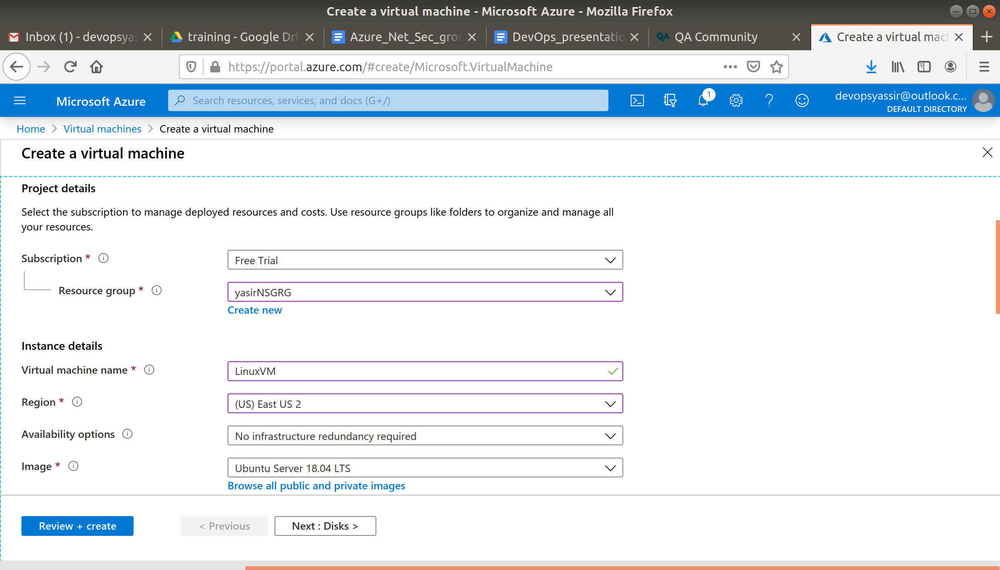 Create a virtual machine - Microsoft Azure - Mozilla Firefox
Inbox (1) - devopsyas
training - Google Dri
Azure_Net_Sec_grou
DevOps_presentatio
QA Community
Create a virtual mach
https://portal.azure.com/#create/Microsoft.VirtualMachine
Microsoft Azure
Search resources, services, and docs (G+/)
1
devopsyassir@outlook.c...
DEFAULT DIRECTORY
Home > Virtual machines > Create a virtual machine
Create a virtual machine
Project details
Select the subscription to manage deployed resources and costs. Use resource groups like folders to organize and manage all
your resources.
Subscription *
Free Trial
Resource group *
yasirNSGRG
Create new
Instance details
Virtual machine name *
LinuxVM
Region *
(US) East US 2
Availability options
No infrastructure redundancy required
Image *
Ubuntu Server 18.04 LTS
Browse all public and private images
Review + create
< Previous
Next : Disks >